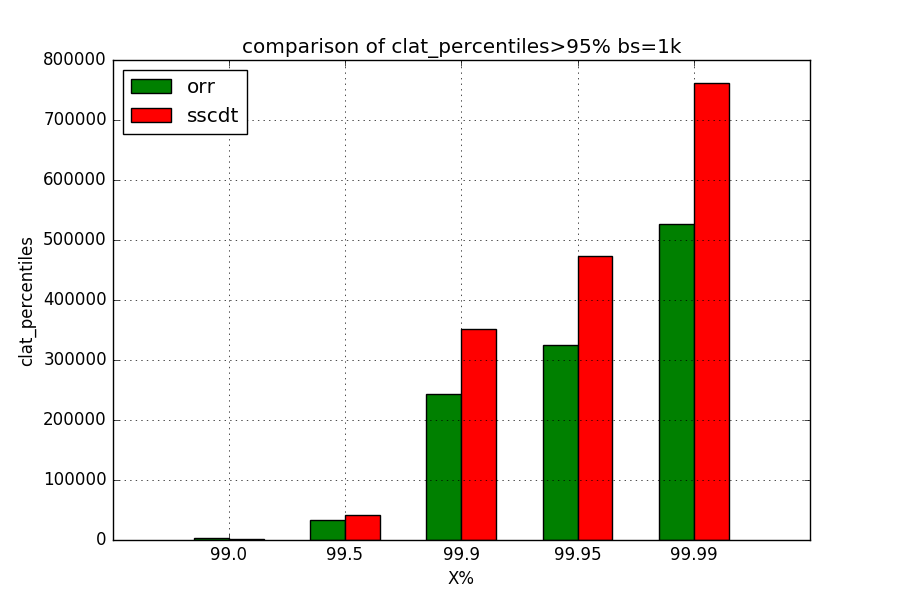 comparison of clat_percentiles>95% bs=1k
orr
sscdt
800000
700000
600000
500000
400000
300000
200000
100000
0
clat_percentiles
99.0 99.5 99.9 99.95 99.99
X%